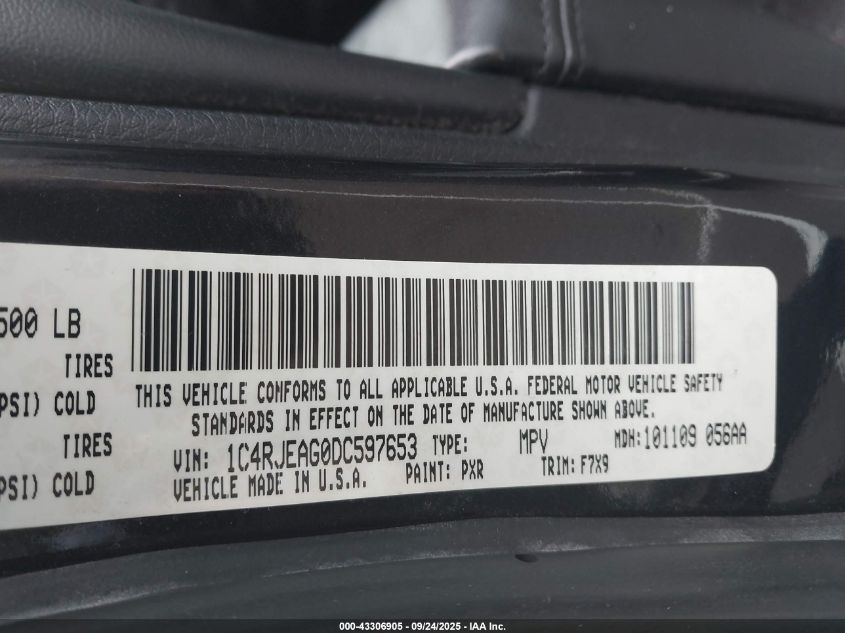 500 LB
TIRES
PSI) COLD
TIRES
PSI) COLD
THIS VEHICLE CONFORMS TO ALL APPLICABLE U.S.A. FEDERAL MOTOR VEHICLE SAFETY
STANDARDS IN EFFECT ON THE DATE OF MANUFACTURE SHOWN ABOVE.
VIN: 1C4RJEAG0DC597653 TYPE: MPV MDH:101109 056AA
VEHICLE MADE IN U.S.A. PAINT: PXR TRIM: F7X9
000-43306905 - 09/24/2025 - IAA Inc.